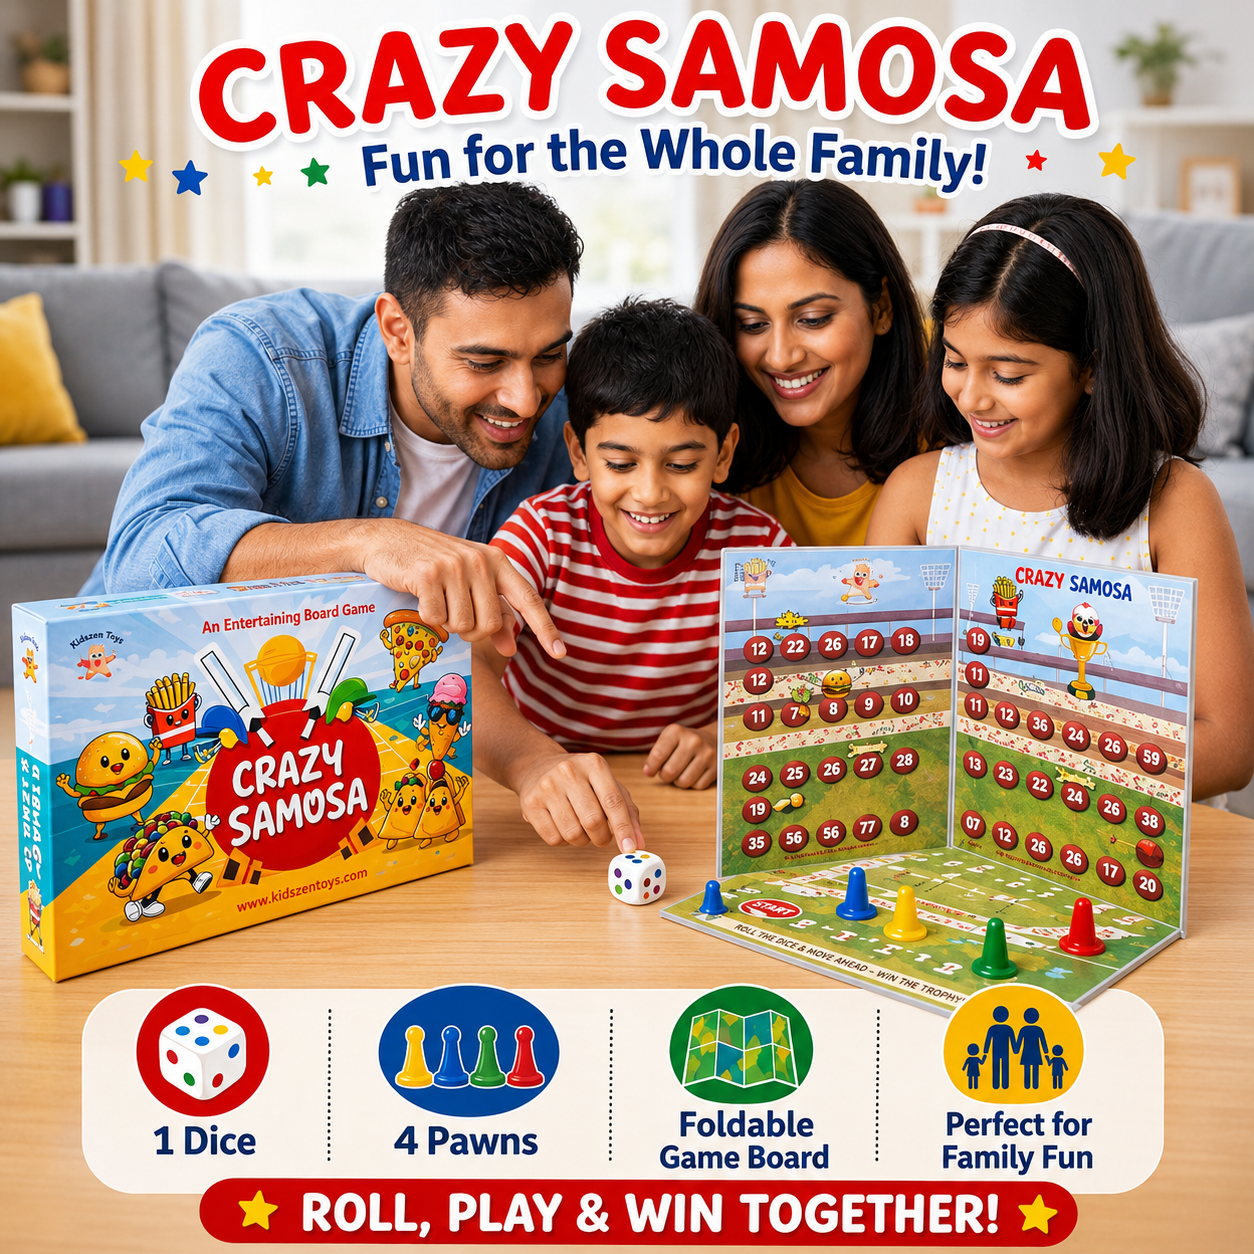 CRAZY SAMOSA
Fun for the Whole Family!
Kidszen Toys
An Entertaining Board Game
CRAZY
SAMOSA
www.kidszentoys.com
CRAZY SAMOSA
12 22 26 17 18
12
11 7 8 9 10
24 25 26 27 28
19
35 56 56 77 8
19
11
11 12 36 24 26 59
13 23 22 24 26 38
07 12 26 26 17 20
START
ROLL THE DICE & MOVE AHEAD - WIN THE TROPHY!
1 Dice
4 Pawns
Foldable
Game Board
Perfect for
Family Fun
ROLL, PLAY & WIN TOGETHER!